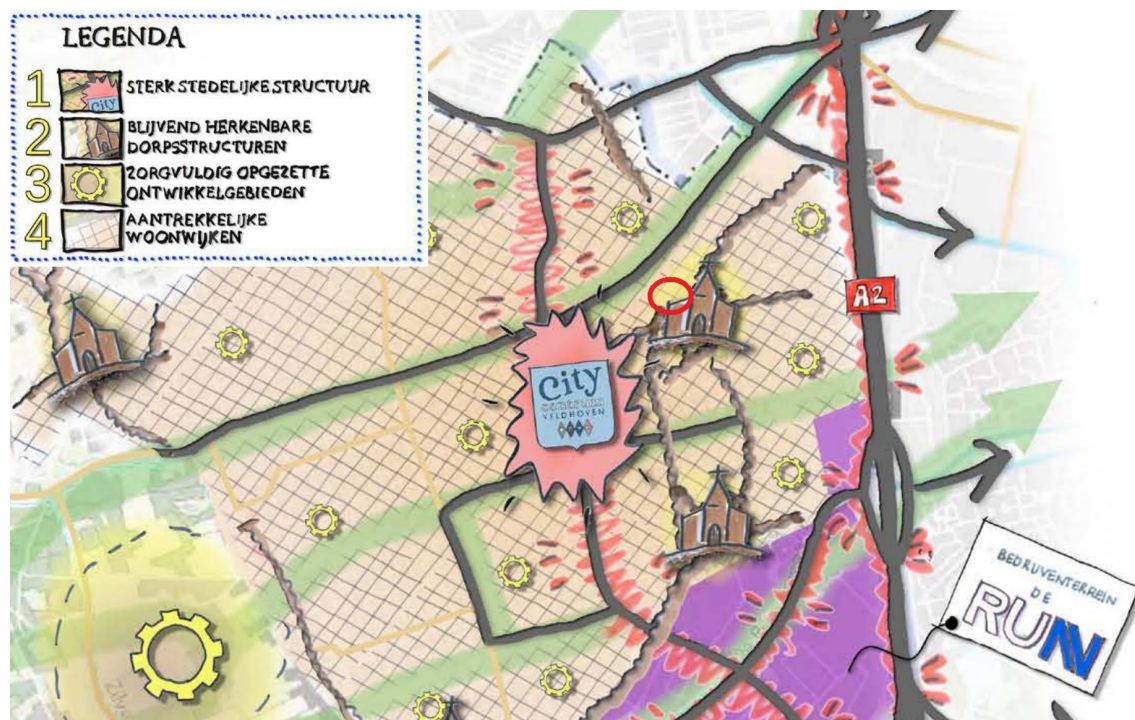 LEGENDA
1 STERK STEDELIJKE STRUCTUUR
City
2 BLIJVEND HERKENBARE
DORPSSTRUCTUREN
3 ZORGVULDIG OPGEZETTE
ONTWIKKELGEBIEDEN
4 AANTREKKELIJKE
WOONWIJKEN
A2
City
CENTRUM
VELDHOVEN
BEDRIJVENTERREIN
DE
RUN